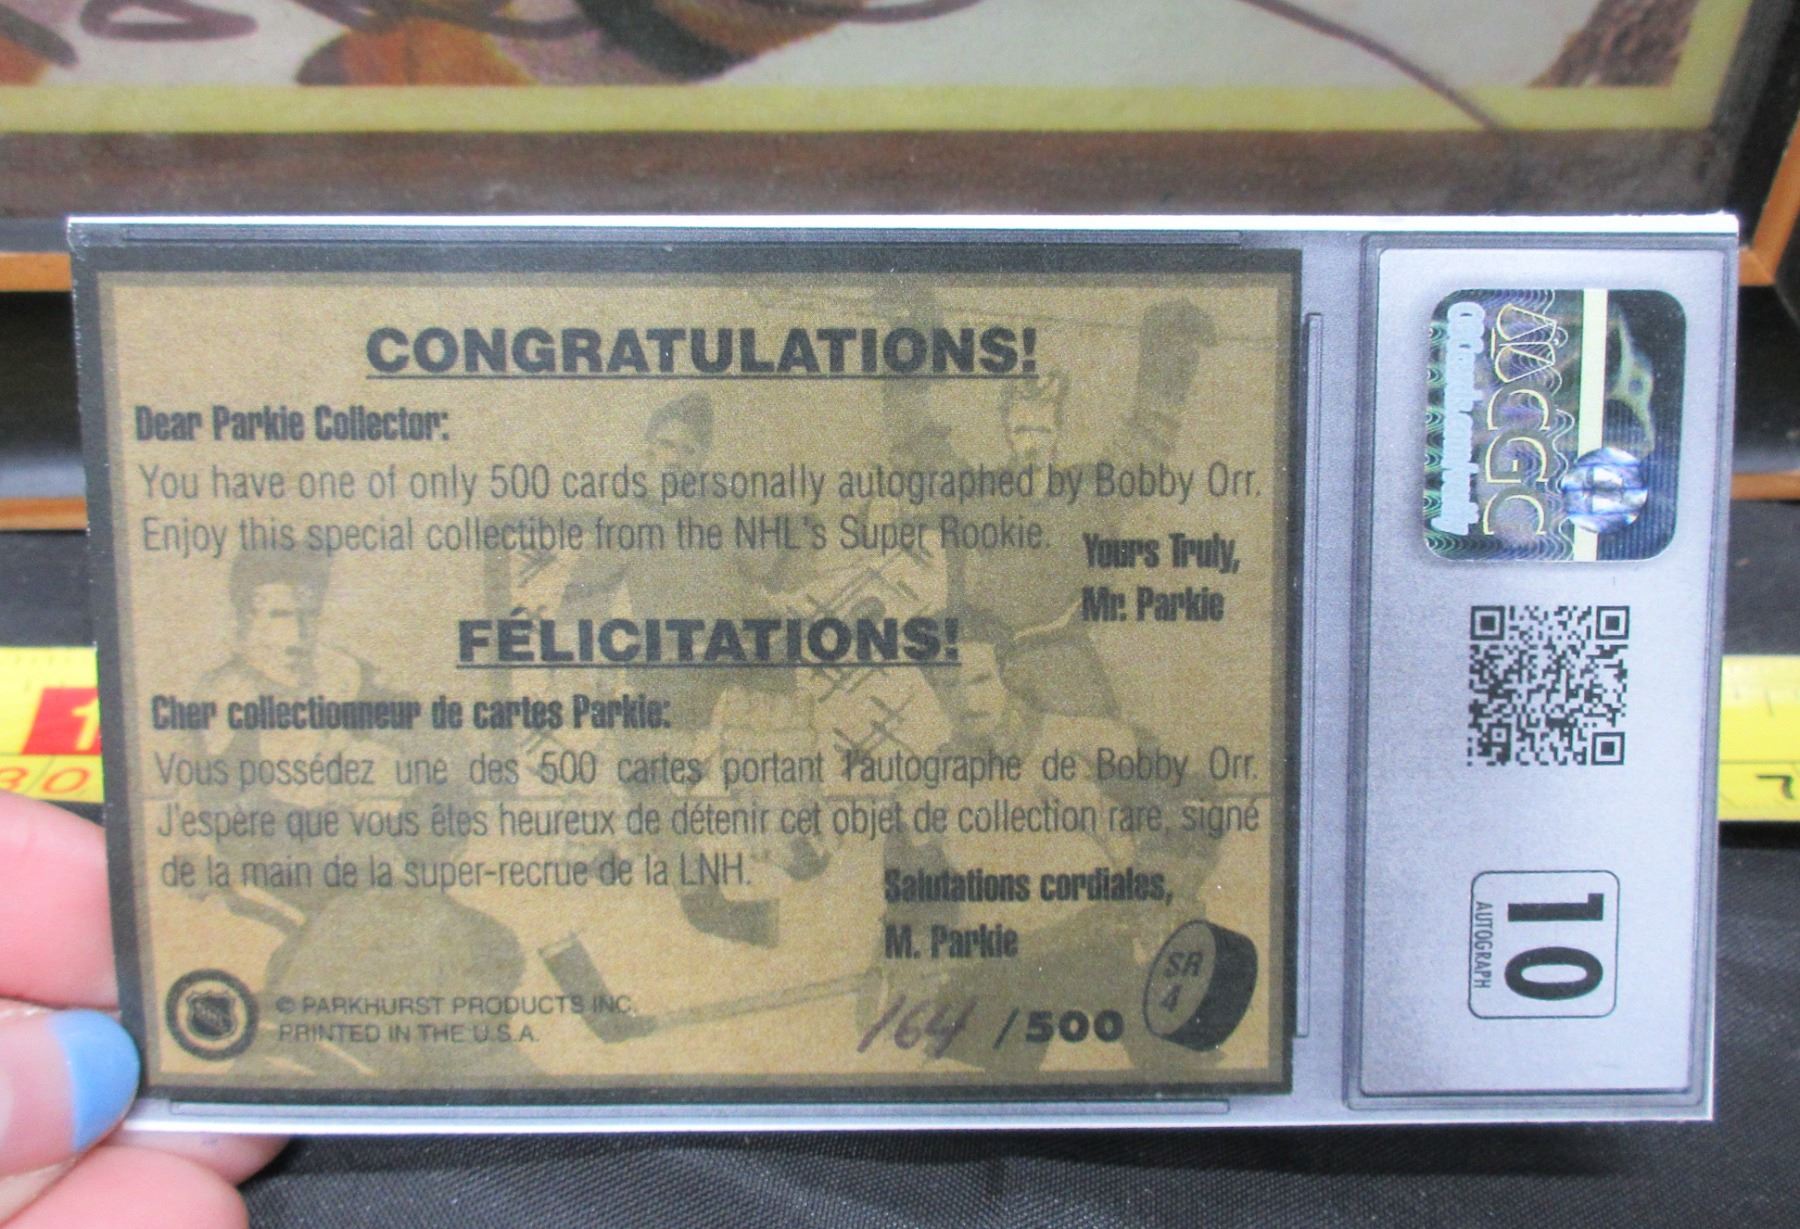 CONGRATULATIONS!
Dear Parkie Collector:
You have one of only 500 cards personally autographed by Bobby Orr.
Enjoy this special collectible from the NHL's Super Rookie.
Yours Truly,
Mr. Parkie
FÉLICITATIONS!
Cher collectionneur de cartes Parkie:
Vous possédez une des 500 cartes portant l'autographe de Bobby Orr.
J'espère que vous êtes heureux de détenir cet objet de collection rare, signé
de la main de la super-recrue de la LNH.
Salutations cordiales,
M. Parkie
SR
4
© PARKHURST PRODUCTS INC.
PRINTED IN THE U.S.A.
164 /500
CGC
10
AUTOGRAPH
1
30
7